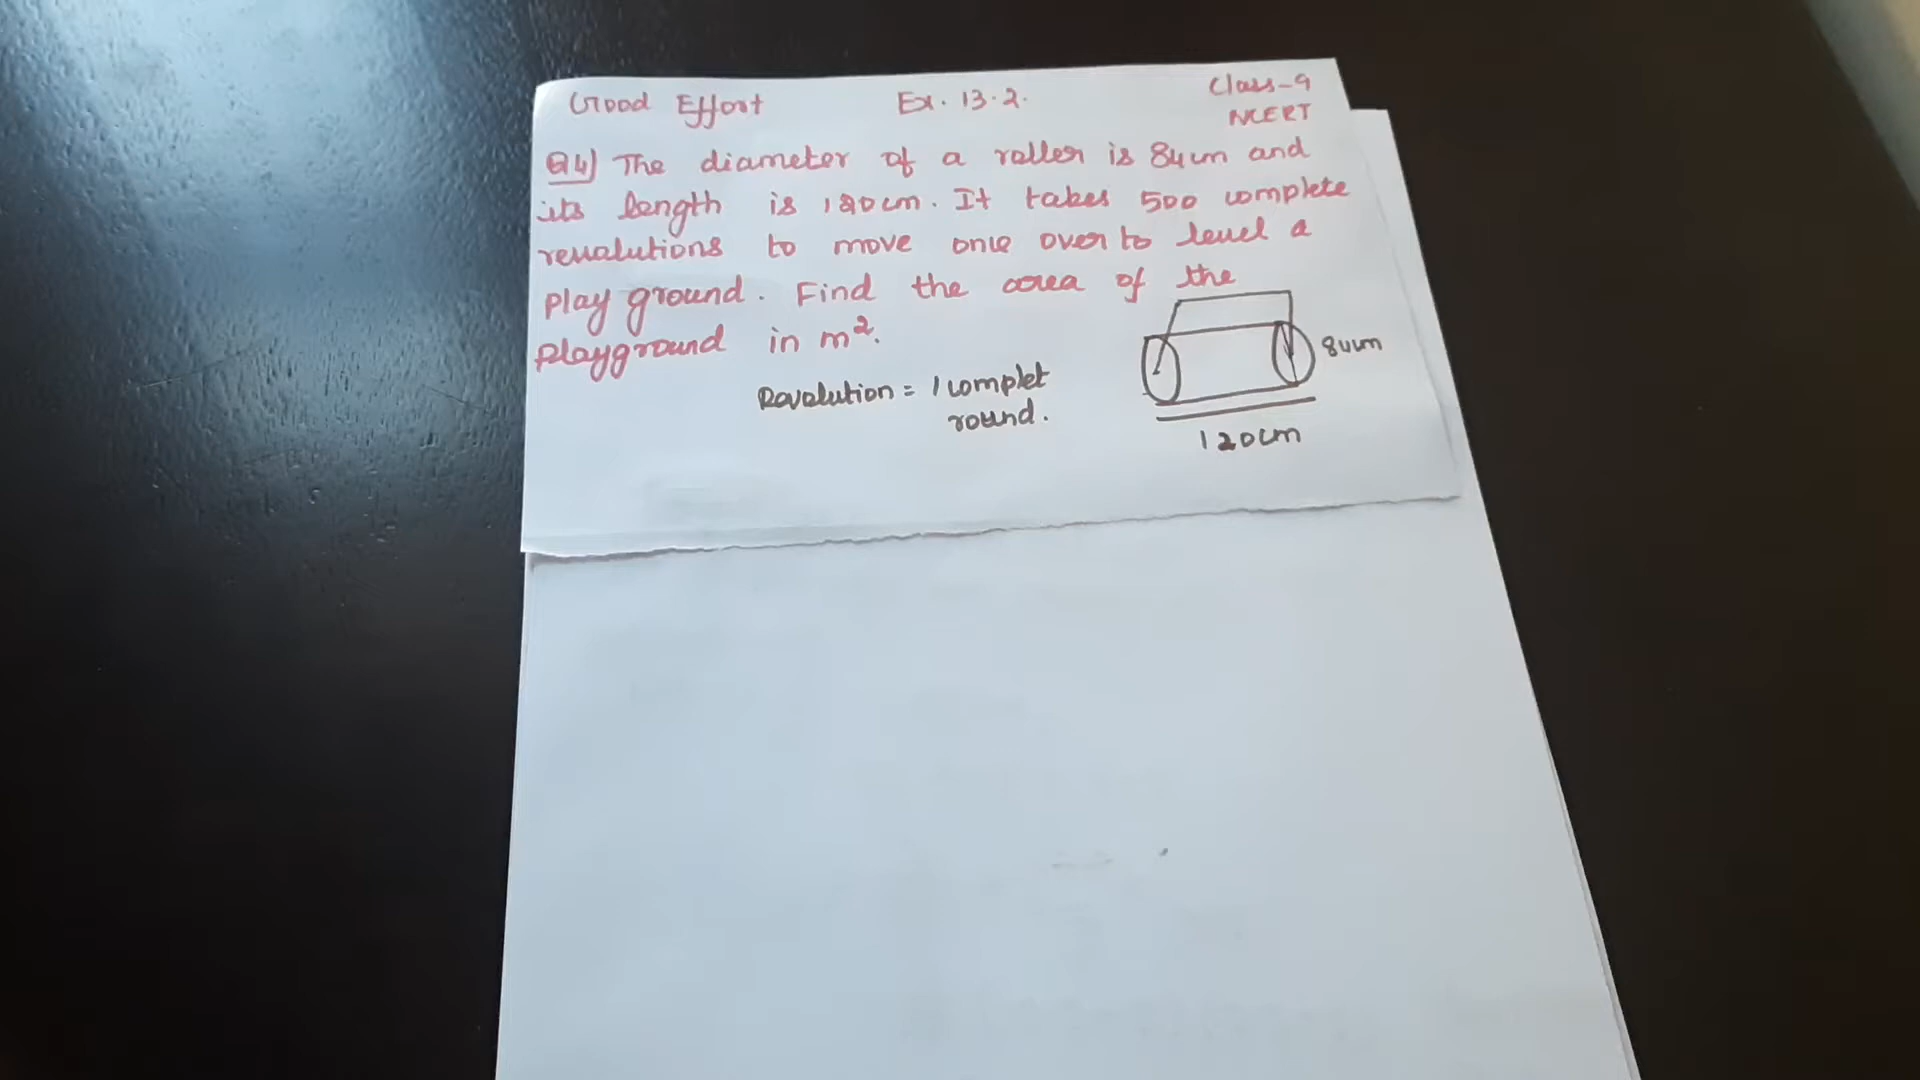 Good Effort Ex. 13.2. Class-9
NCERT
Q4) The diameter of a roller is 84cm and
its length is 120cm. It takes 500 complete
revalutions to move once over to level a
play ground. Find the area of the
playground in m².
84cm
Revalution = 1 complet
round.
120cm